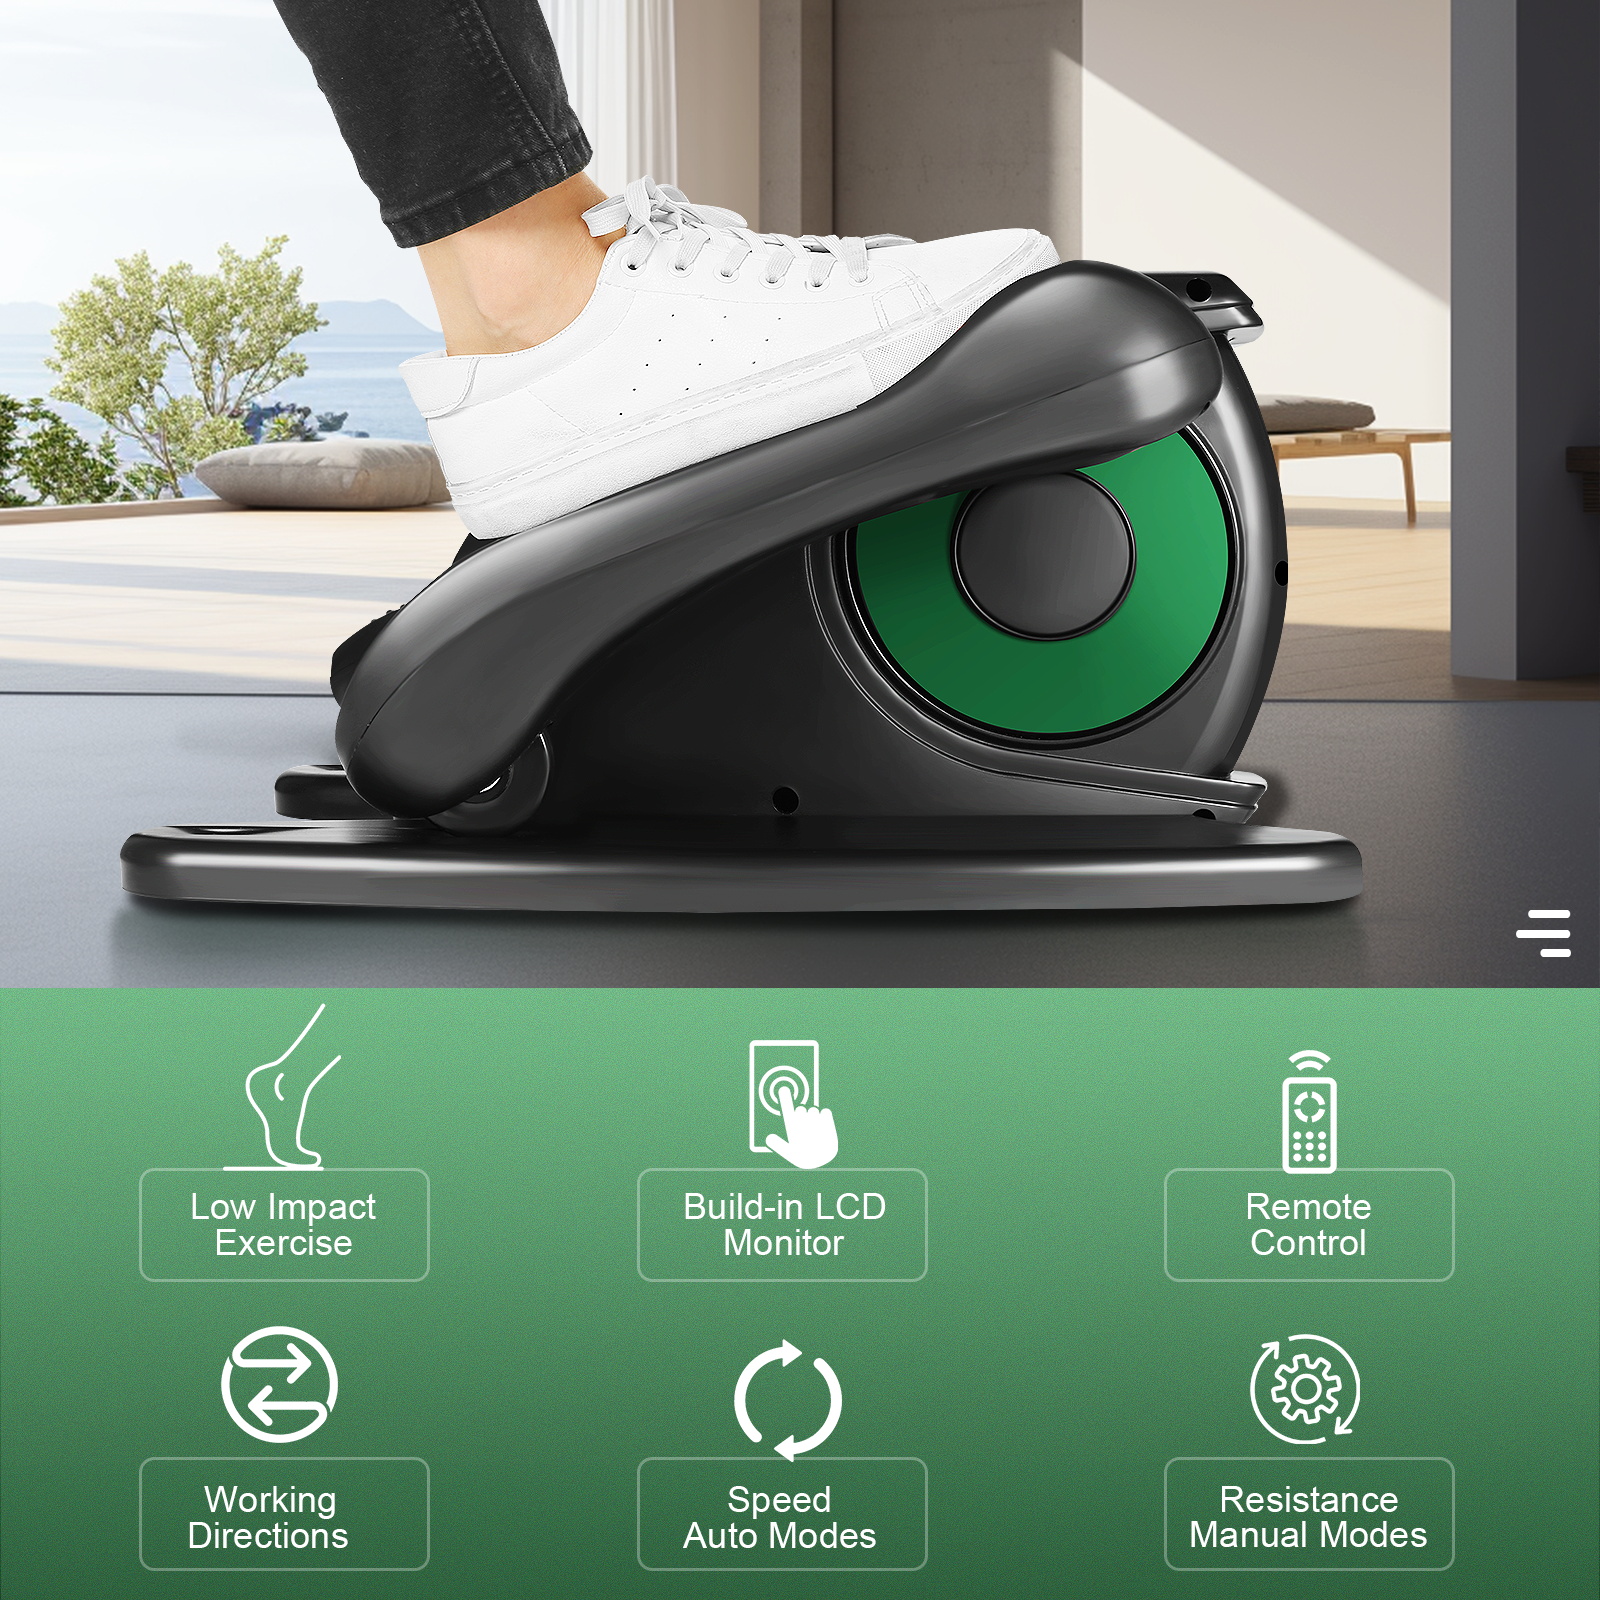 Low Impact
Exercise
Build-in LCD
Monitor
Remote
Control
Working
Directions
Speed
Auto Modes
Resistance
Manual Modes